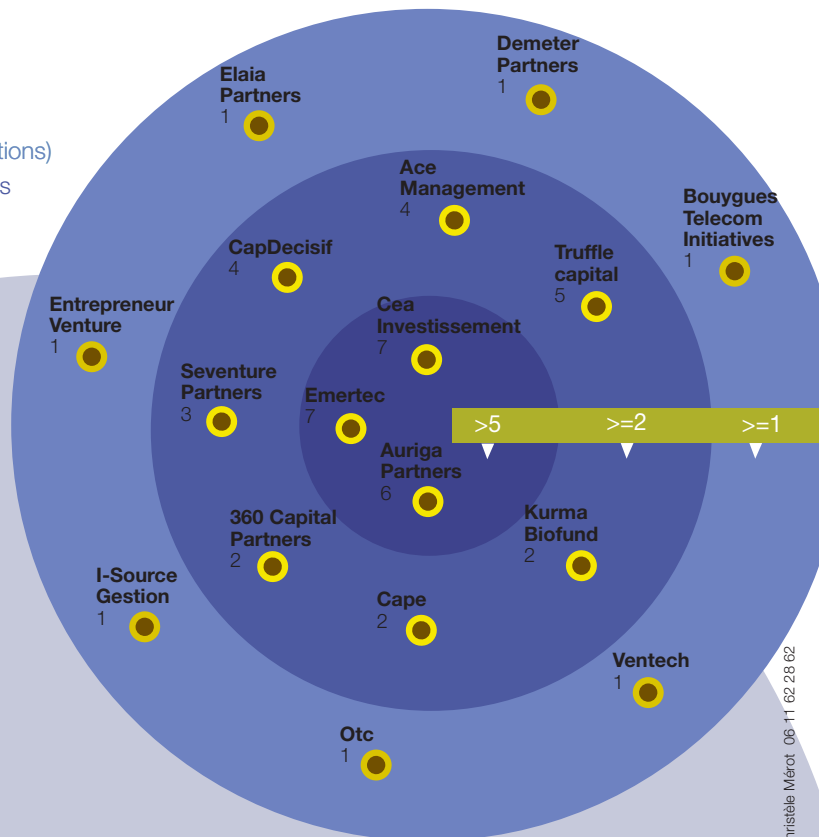 Demeter
Partners
1
Elaia
Partners
1
tions)
s
Ace
Management
4
Bouygues
Telecom
Initiatives
1
CapDecisif
4
Truffle
capital
5
Entrepreneur
Venture
1
Cea
Investissement
7
Seventure
Partners
3
Emertec
7
>5
>=2
>=1
Auriga
Partners
6
360 Capital
Partners
2
Kurma
Biofund
2
I-Source
Gestion
1
Cape
2
Ventech
1
Otc
1
hristèle Mérot 06 11 62 28 62